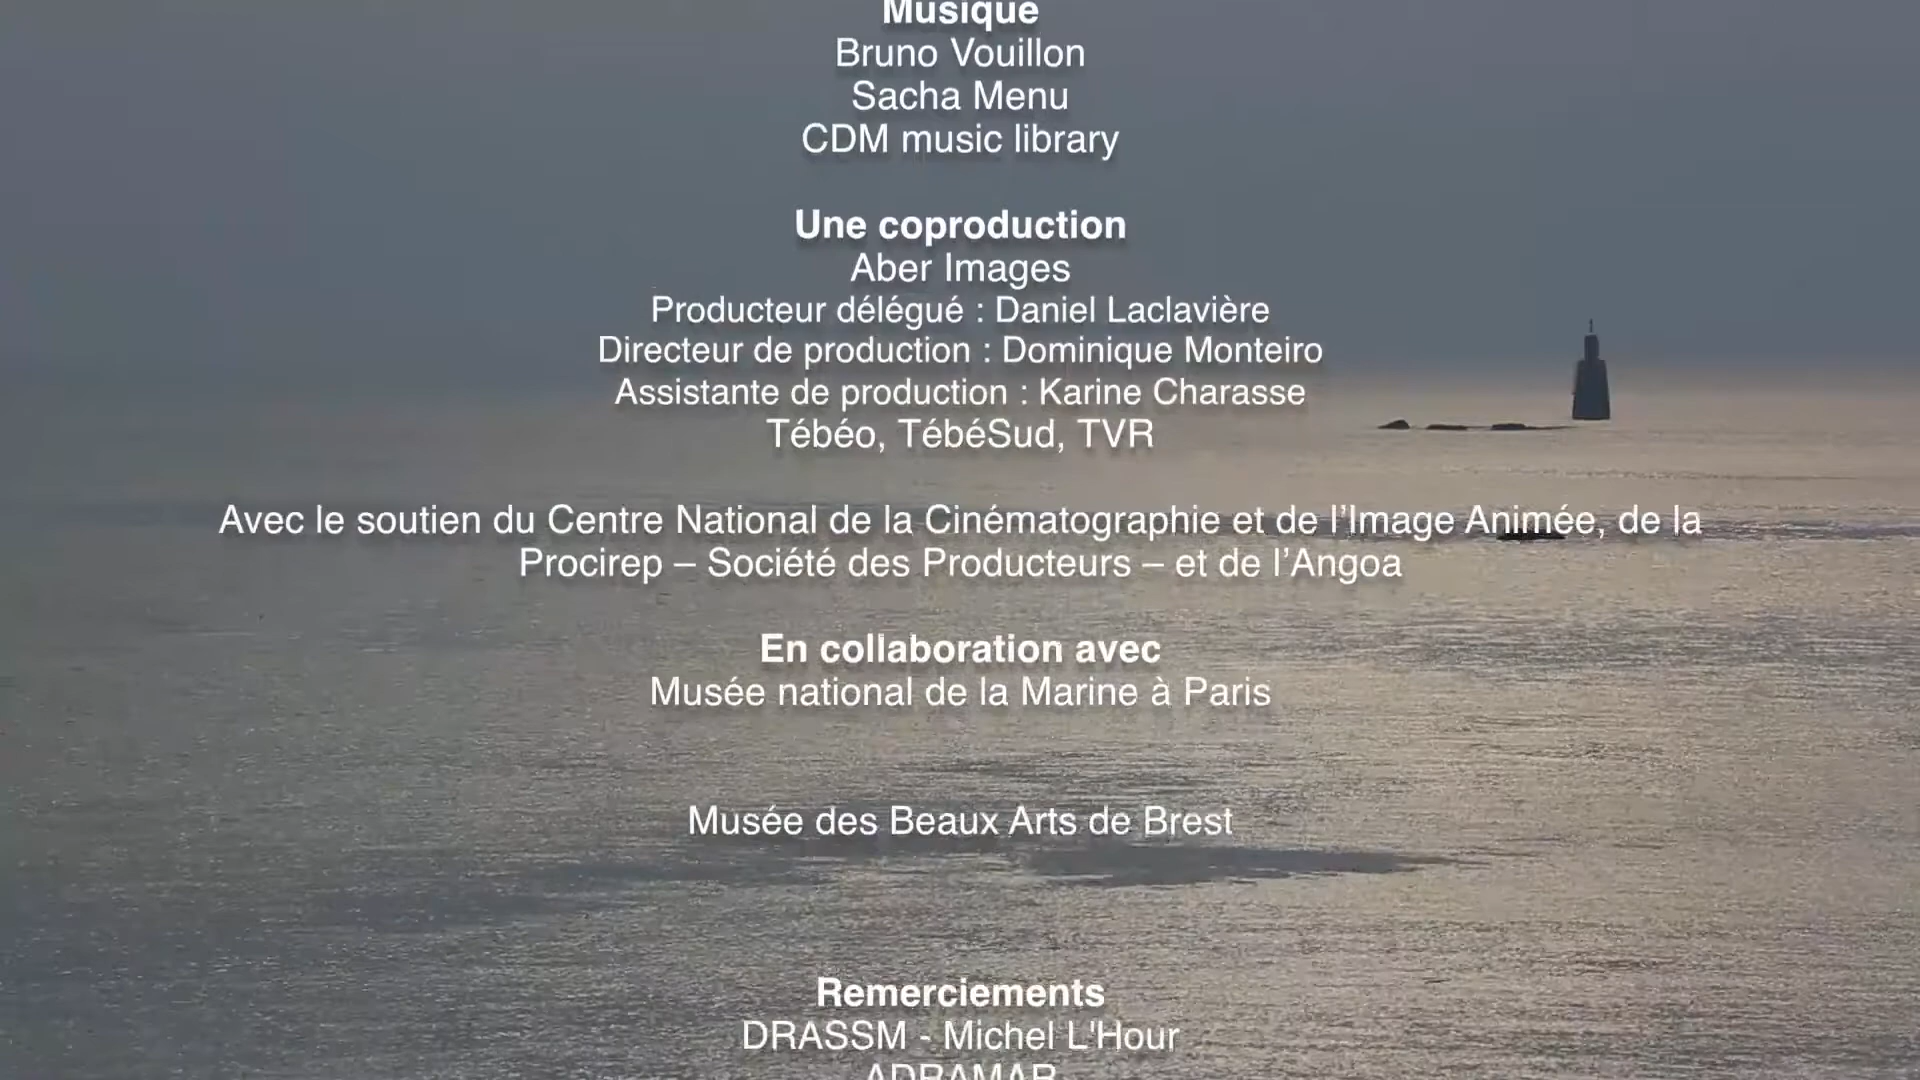 Musique
Bruno Vouillon
Sacha Menu
CDM music library
Une coproduction
Aber Images
Producteur délégué : Daniel Laclavière
Directeur de production : Dominique Monteiro
Assistante de production : Karine Charasse
Tébéo, TébéSud, TVR
Avec le soutien du Centre National de la Cinématographie et de l’Image Animée, de la
Procirep – Société des Producteurs – et de l’Angoa
En collaboration avec
Musée national de la Marine à Paris
Musée des Beaux Arts de Brest
Remerciements
DRASSM - Michel L'Hour
ADRAMAR